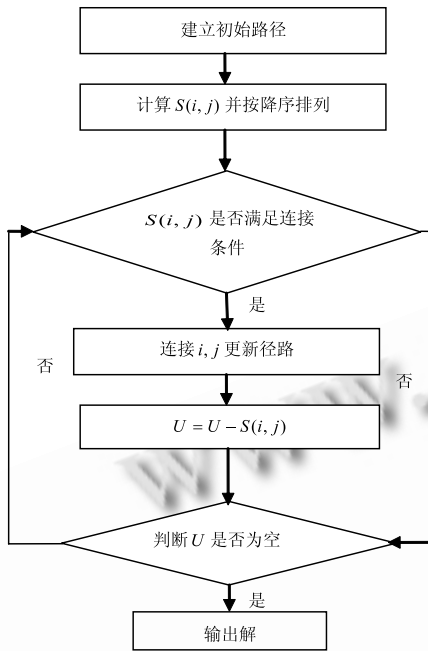 建立初始路径
计算 S(i, j) 并按降序排列
S(i, j) 是否满足连接
条件
是
连接 i, j 更新径路
否
否
U = U − S(i, j)
判断 U 是否为空
是
输出解